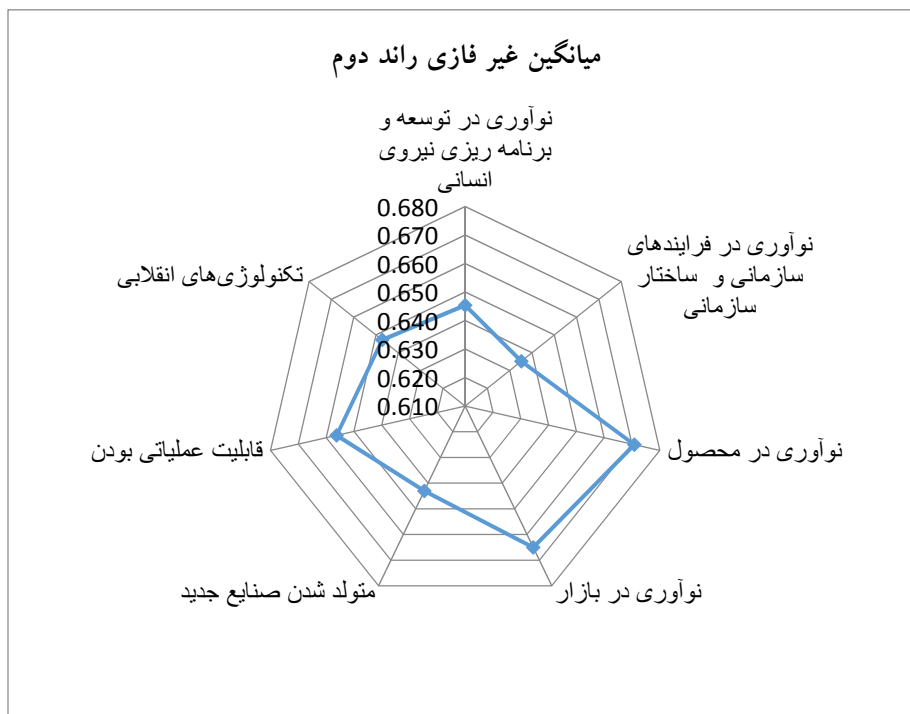 میانگین غیر فازی راند دوم
نوآوری در توسعه و
برنامه ریزی نیروی
انسانی
نوآوری در فرایندهای
سازمانی و ساختار
سازمانی
نوآوری در محصول
نوآوری در بازار
متولد شدن صنایع جدید
قابلیت عملیاتی بودن
تکنولوژی‌های انقلابی
0.680
0.670
0.660
0.650
0.640
0.630
0.620
0.610